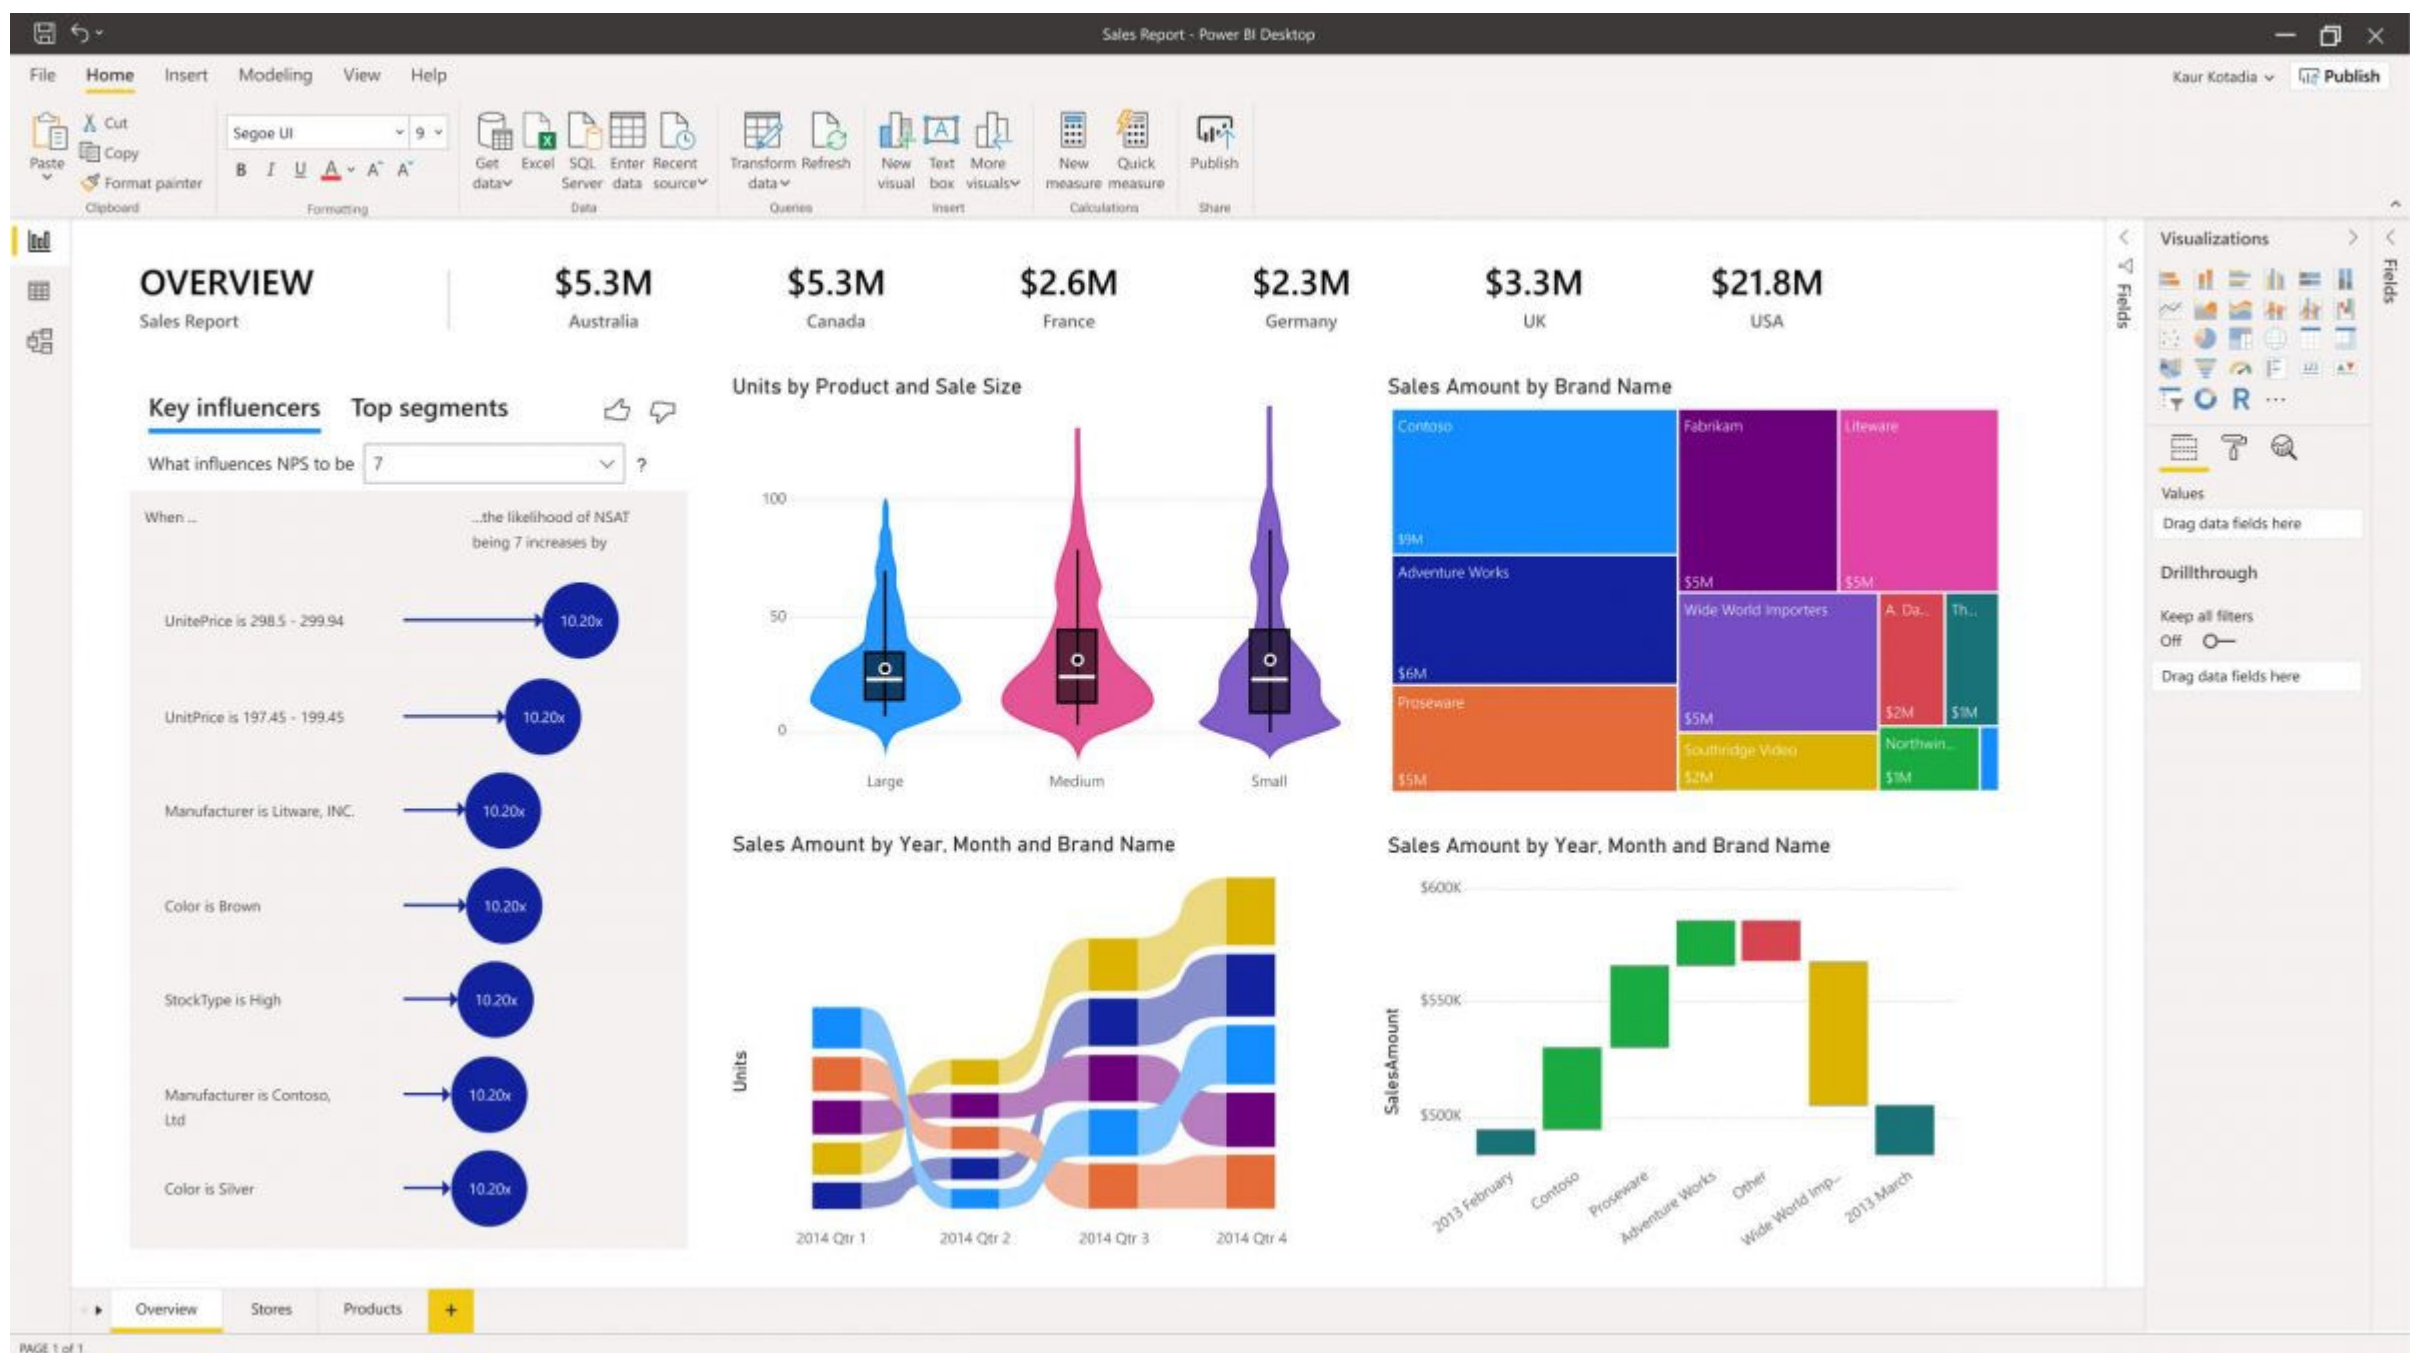 Sales Report - Power BI Desktop
File Home Insert Modeling View Help
Kaur Kotadia Publish
Paste
Cut
Copy
Format painter
Clipboard
Segoe UI 9
B I U A A A
Formatting
Get data
Excel
SQL Server
Enter data
Recent source
Data
Transform data
Refresh
Queries
New visual
Text box
More visuals
Insert
New measure
Quick measure
Calculations
Publish
Share
OVERVIEW
Sales Report
$5.3M
Australia
$5.3M
Canada
$2.6M
France
$2.3M
Germany
$3.3M
UK
$21.8M
USA
Key influencers Top segments
What influences NPS to be 7 ?
When ...
...the likelihood of NSAT
being 7 increases by
UnitePrice is 298.5 - 299.94 10.20x
UnitPrice is 197.45 - 199.45 10.20x
Manufacturer is Litware, INC. 10.20x
Color is Brown 10.20x
StockType is High 10.20x
Manufacturer is Contoso,
Ltd
10.20x
Color is Silver 10.20x
Units by Product and Sale Size
100
50
0
Large Medium Small
Sales Amount by Brand Name
Contoso
$9M
Adventure Works
$6M
Proseware
$5M
Fabrikam
$5M
Liteware
$5M
Wide World Importers
$5M
A. Da...
$2M
Th...
$1M
Southridge Video
$2M
Northwin...
$1M
Sales Amount by Year, Month and Brand Name
Units
2014 Qtr 1 2014 Qtr 2 2014 Qtr 3 2014 Qtr 4
Sales Amount by Year, Month and Brand Name
SalesAmount
$600K
$550K
$500K
2013 February
Contoso
Proseware
Adventure Works
Other
Wide World Imp...
2013 March
Fields
Visualizations
R ...
Values
Drag data fields here
Drillthrough
Keep all filters
Off
Drag data fields here
Fields
Overview Stores Products +
PAGE 1 of 1